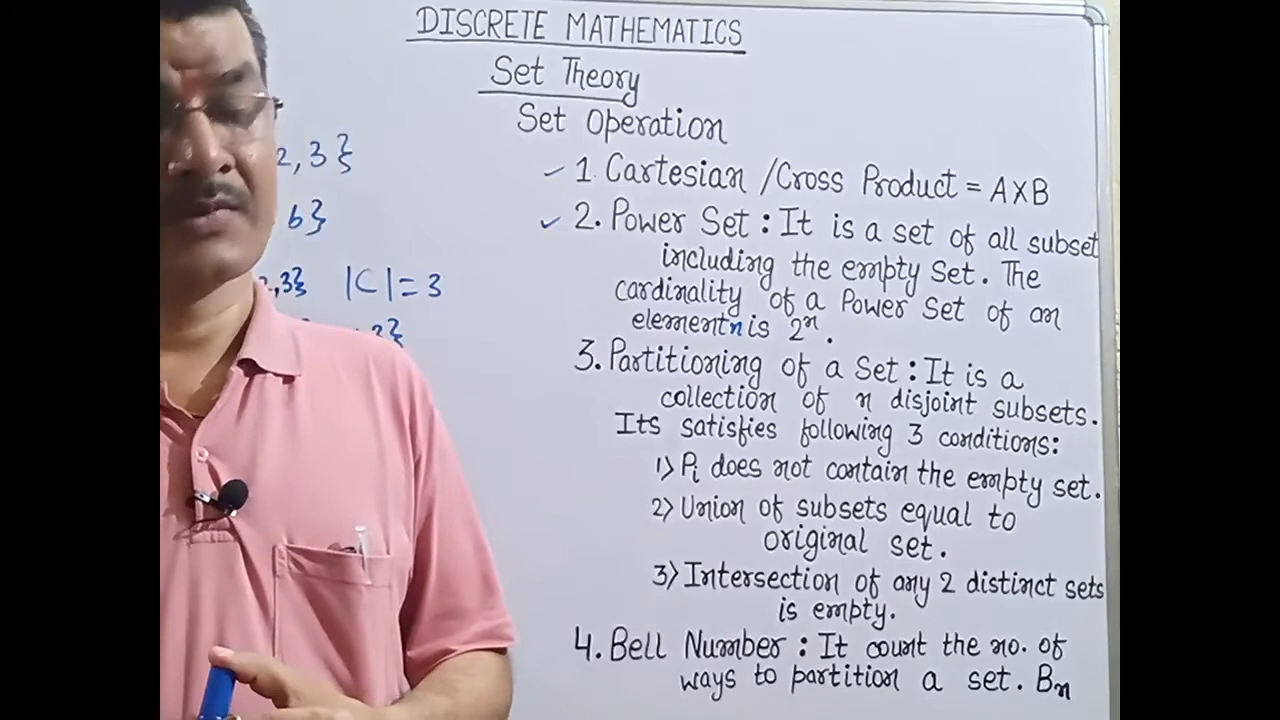 DISCRETE MATHEMATICS
Set Theory
Set Operation
1. Cartesian /Cross Product = A×B
2. Power Set : It is a set of all subset
including the empty Set. The
cardinality of a Power Set of an
element n is 2ⁿ.
3. Partitioning of a Set : It is a
collection of n disjoint subsets.
Its satisfies following 3 conditions:
1) Pi does not contain the empty set.
2) Union of subsets equal to
original set.
3) Intersection of any 2 distinct sets
is empty.
4. Bell Number : It count the no. of
ways to partition a set. Bn
2,3}
b}
,3} |C|=3